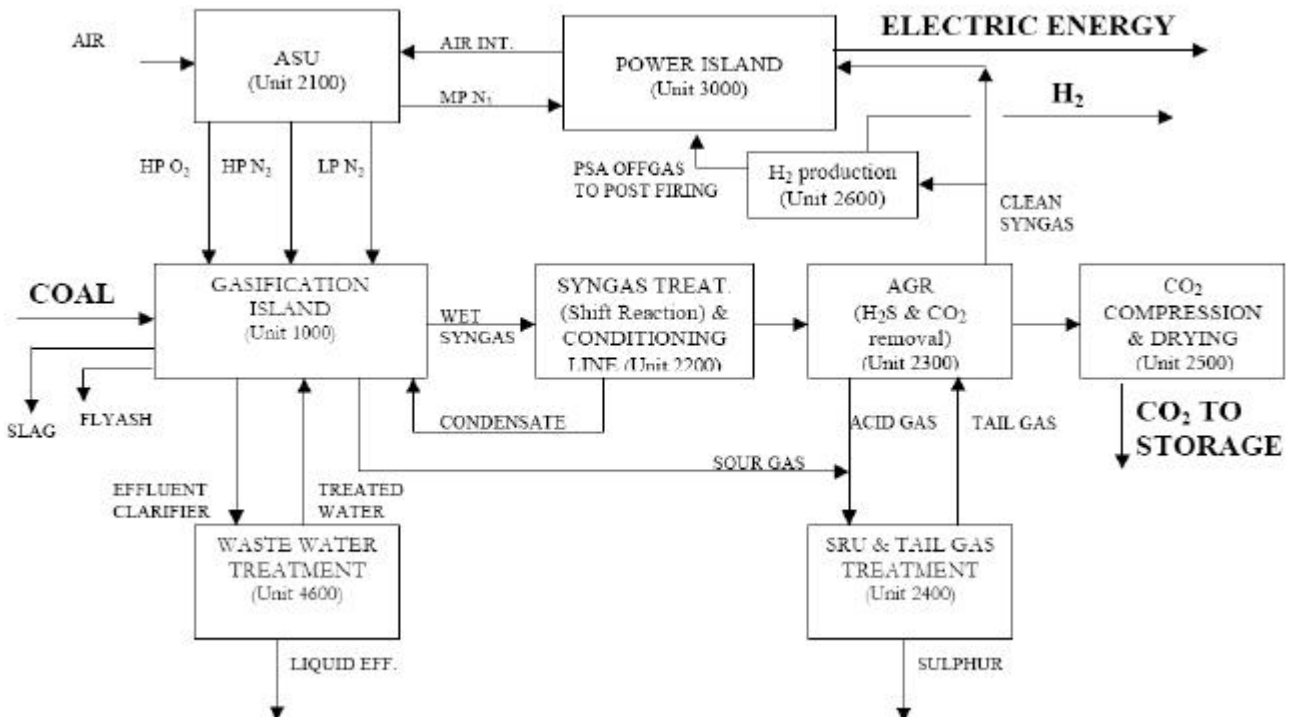 AIR
ASU
(Unit 2100)
AIR INT.
MP N₂
POWER ISLAND
(Unit 3000)
ELECTRIC ENERGY
H₂
HP O₂
HP N₂
LP N₂
PSA OFFGAS
TO POST FIRING
H₂ production
(Unit 2600)
CLEAN
SYNGAS
COAL
GASIFICATION
ISLAND
(Unit 1000)
WET
SYNGAS
SYNGAS TREAT.
(Shift Reaction) &
CONDITIONING
LINE (Unit 2200)
AGR
(H₂S & CO₂
removal)
(Unit 2300)
CO₂
COMPRESSION
& DRYING
(Unit 2500)
SLAG
FLYASH
CONDENSATE
ACID GAS
TAIL GAS
CO₂ TO
STORAGE
SOUR GAS
EFFLUENT
CLARIFIER
TREATED
WATER
WASTE WATER
TREATMENT
(Unit 4600)
SRU & TAIL GAS
TREATMENT
(Unit 2400)
LIQUID EFF.
SULPHUR